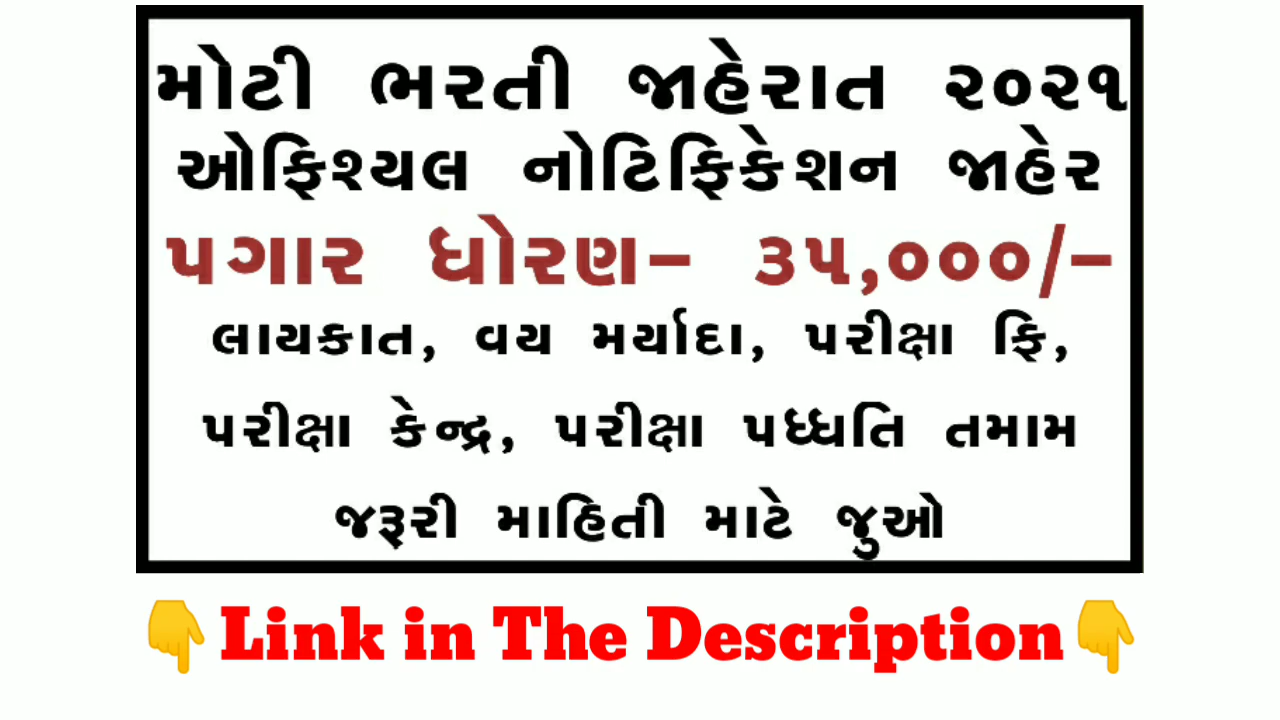 મોટી ભરતી જાહેરાત ૨૦૨૧
ઓફિશ્યલ નોટિફિકેશન જાહેર
પગાર ધોરણ– ૩૫,૦૦૦/–
લાયકાત, વય મર્યાદા, પરીક્ષા ફિ,
પરીક્ષા કેન્દ્ર, પરીક્ષા પધ્ધતિ તમામ
જરૂરી માહિતી માટે જુઓ
👇Link in The Description👇